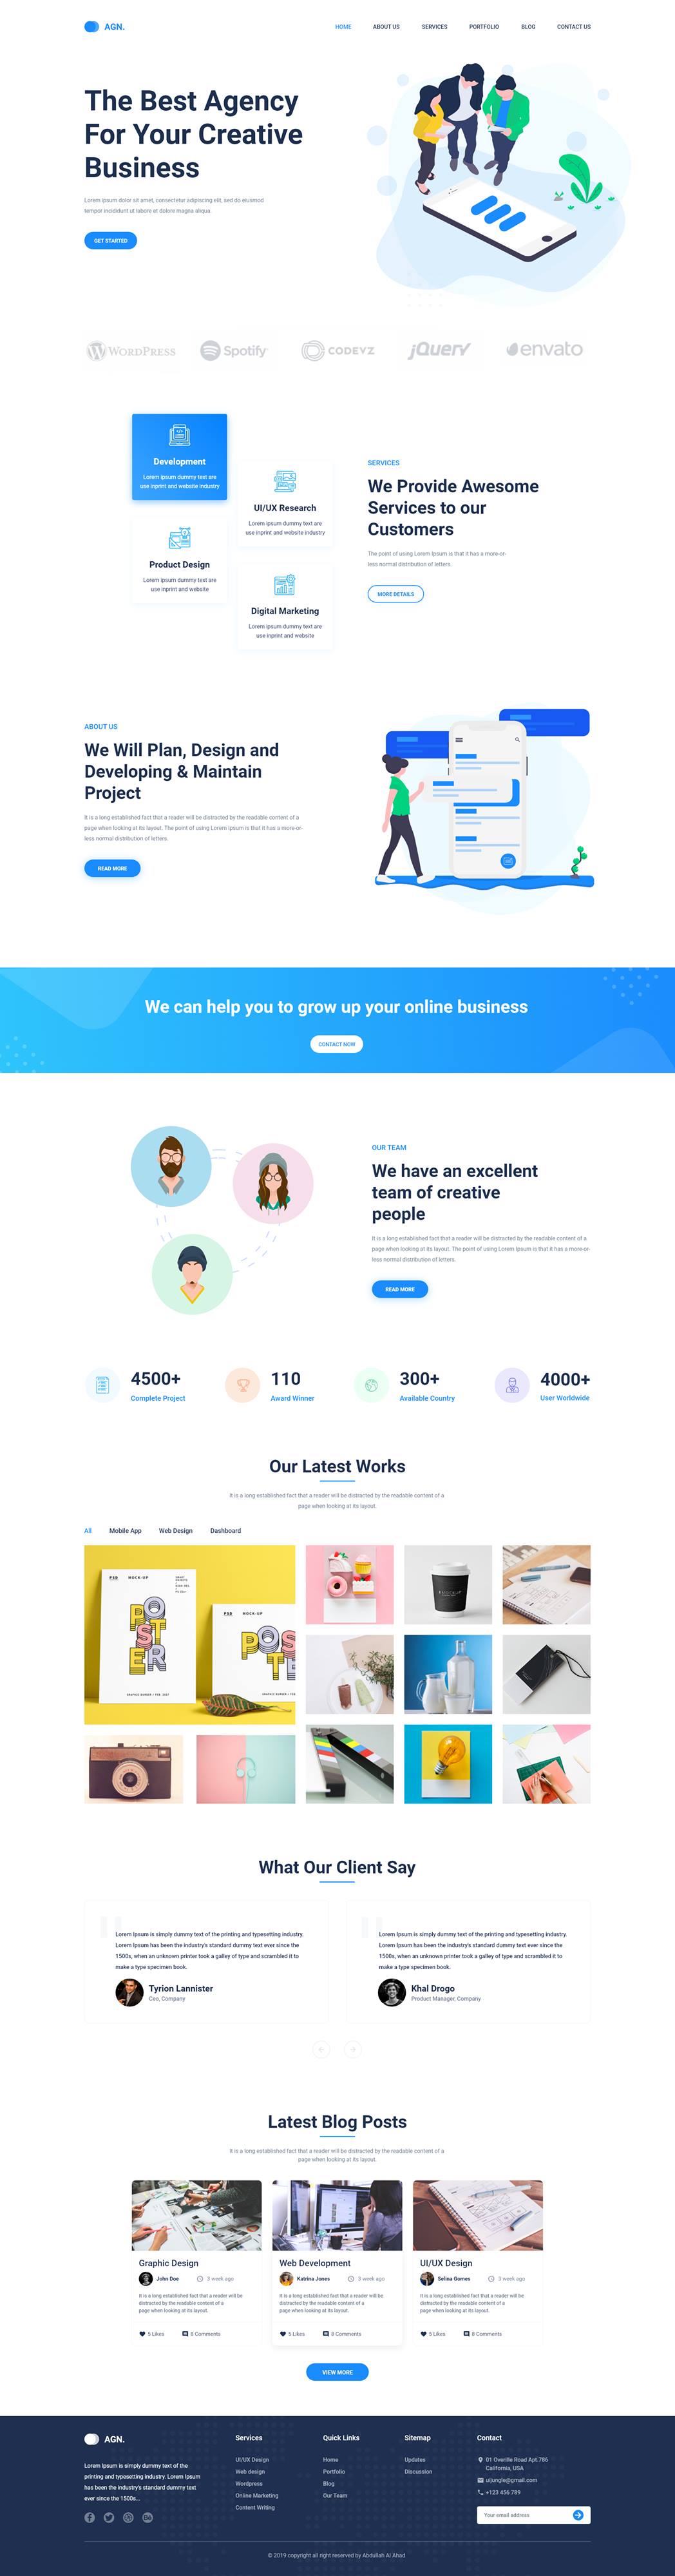 AGN.
HOME
ABOUT US
SERVICES
PORTFOLIO
BLOG
CONTACT US
The Best Agency
For Your Creative
Business
Lorem ipsum dolor sit amet, consectetur adipiscing elit, sed do eiusmod
tempor incididunt ut labore et dolore magna aliqua.
GET STARTED
WORDPRESS
Spotify
CODEVZ
jQuery
envato
Development
Lorem ipsum dummy text are
use inprint and website industry
UI/UX Research
Lorem ipsum dummy text are
use inprint and website industry
Product Design
Lorem ipsum dummy text are
use inprint and website
Digital Marketing
Lorem ipsum dummy text are
use inprint and website
SERVICES
We Provide Awesome
Services to our
Customers
The point of using Lorem Ipsum is that it has a more-or-
less normal distribution of letters.
MORE DETAILS
ABOUT US
We Will Plan, Design and
Developing & Maintain
Project
It is a long established fact that a reader will be distracted by the readable content of a
page when looking at its layout. The point of using Lorem Ipsum is that it has a more-or-
less normal distribution of letters.
READ MORE
We can help you to grow up your online business
CONTACT NOW
OUR TEAM
We have an excellent
team of creative
people
It is a long established fact that a reader will be distracted by the readable content of a
page when looking at its layout. The point of using Lorem Ipsum is that it has a more-or-
less normal distribution of letters.
READ MORE
4500+
Complete Project
110
Award Winner
300+
Available Country
4000+
User Worldwide
Our Latest Works
It is a long established fact that a reader will be distracted by the readable content of a
page when looking at its layout.
All
Mobile App
Web Design
Dashboard
PSD
MOCK-UP
POSTER
PSD
MOCK-UP
What Our Client Say
Lorem Ipsum is simply dummy text of the printing and typesetting industry.
Lorem Ipsum has been the industry's standard dummy text ever since the
1500s, when an unknown printer took a galley of type and scrambled it to
make a type specimen book.
Tyrion Lannister
Ceo, Company
Lorem Ipsum is simply dummy text of the printing and typesetting industry.
Lorem Ipsum has been the industry's standard dummy text ever since the
1500s, when an unknown printer took a galley of type and scrambled it to
make a type specimen book.
Khal Drogo
Product Manager, Company
Latest Blog Posts
It is a long established fact that a reader will be distracted by the readable content of a
page when looking at its layout.
Graphic Design
John Doe
3 week ago
It is a long established fact that a reader will be
distracted by the readable content of a
page when looking at its layout.
5 Likes
8 Comments
Web Development
Katrina Jones
3 week ago
It is a long established fact that a reader will be
distracted by the readable content of a
page when looking at its layout.
5 Likes
8 Comments
UI/UX Design
Selina Gomes
3 week ago
It is a long established fact that a reader will be
distracted by the readable content of a
page when looking at its layout.
5 Likes
8 Comments
VIEW MORE
AGN.
Lorem Ipsum is simply dummy text of the
printing and typesetting industry. Lorem Ipsum
has been the industry's standard dummy text
ever since the 1500s...
Services
UI/UX Design
Web design
Wordpress
Online Marketing
Content Writing
Quick Links
Home
Portfolio
Blog
Our Team
Sitemap
Updates
Discussion
Contact
01 Overille Road Apt.786
California, USA
uijungle@gmail.com
+123 456 789
Your email address
© 2019 copyright all right reserved by Abdullah Al Ahad